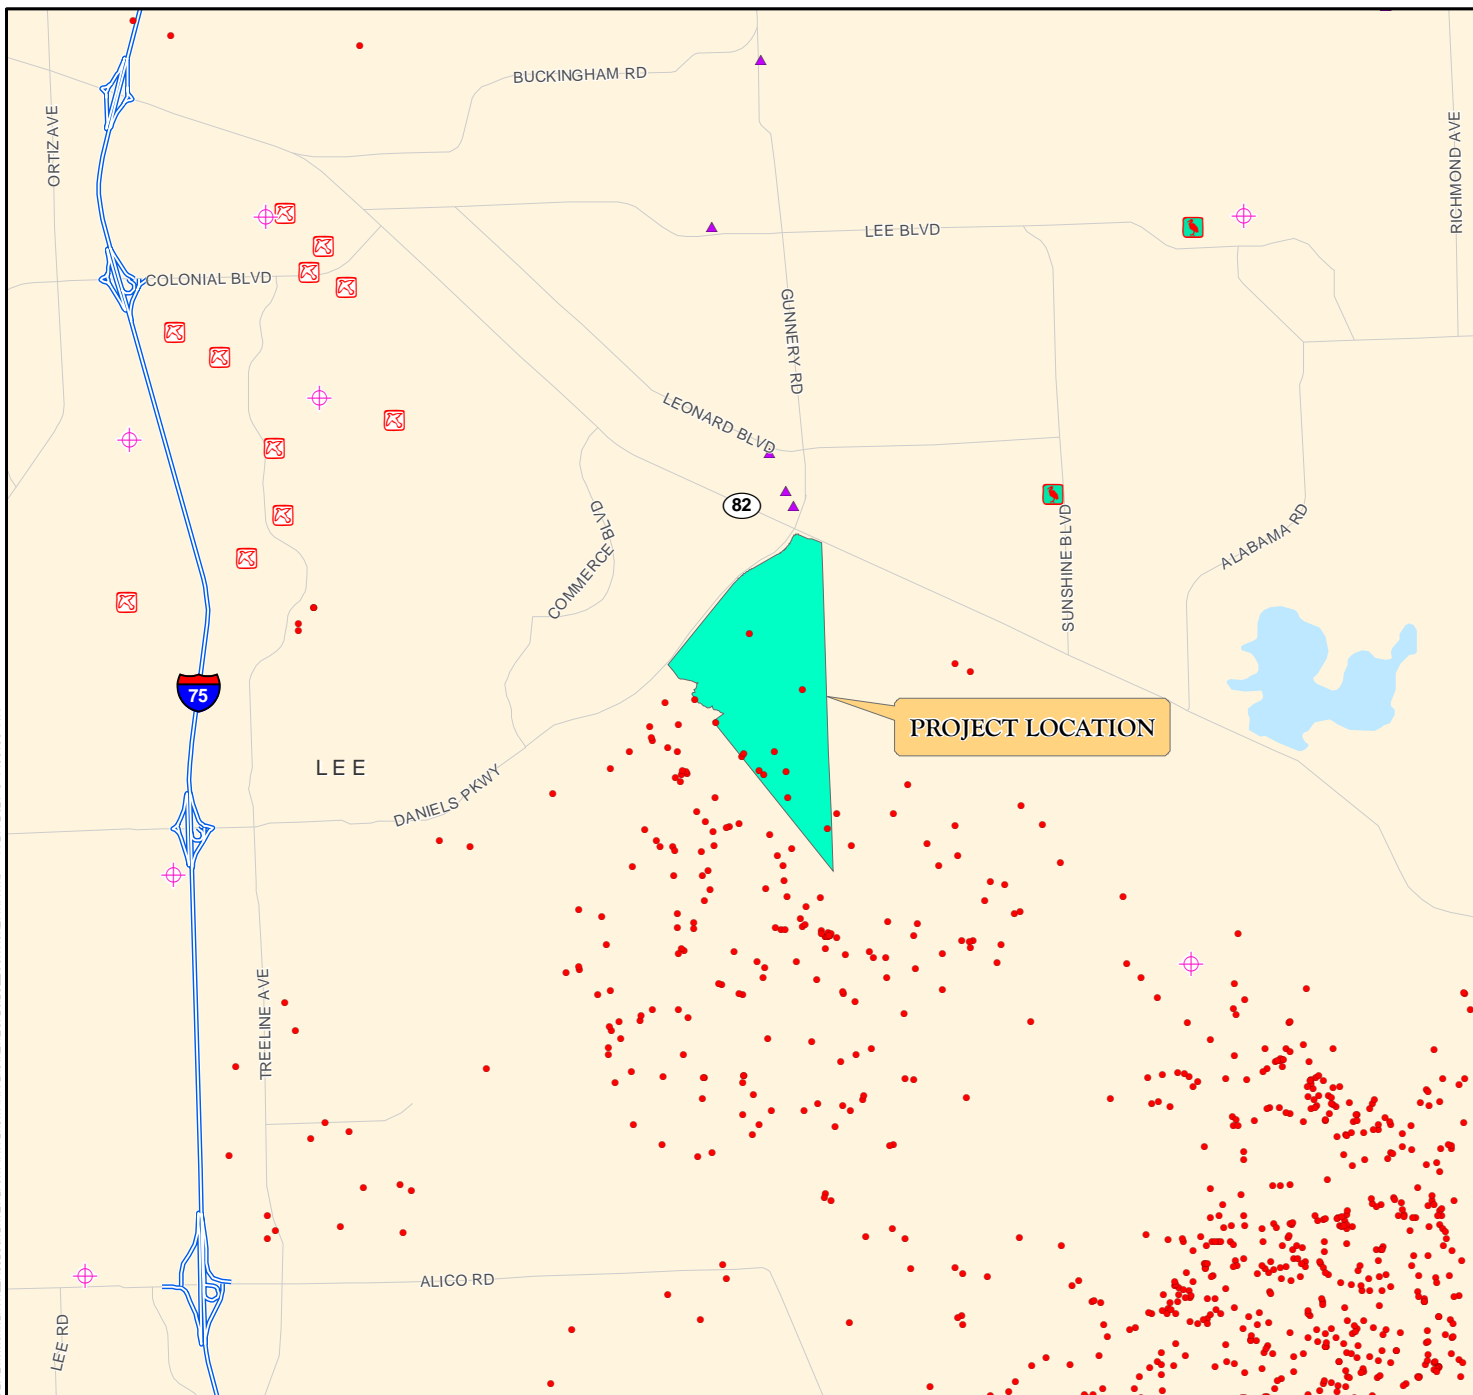 BUCKINGHAM RD
ORTIZ AVE
RICHMOND AVE
LEE BLVD
COLONIAL BLVD
GUNNERY RD
LEONARD BLVD
82
COMMERCE BLVD
SUNSHINE BLVD
ALABAMA RD
75
PROJECT LOCATION
LEE
DANIELS PKWY
TREELINE AVE
ALICO RD
LEE RD